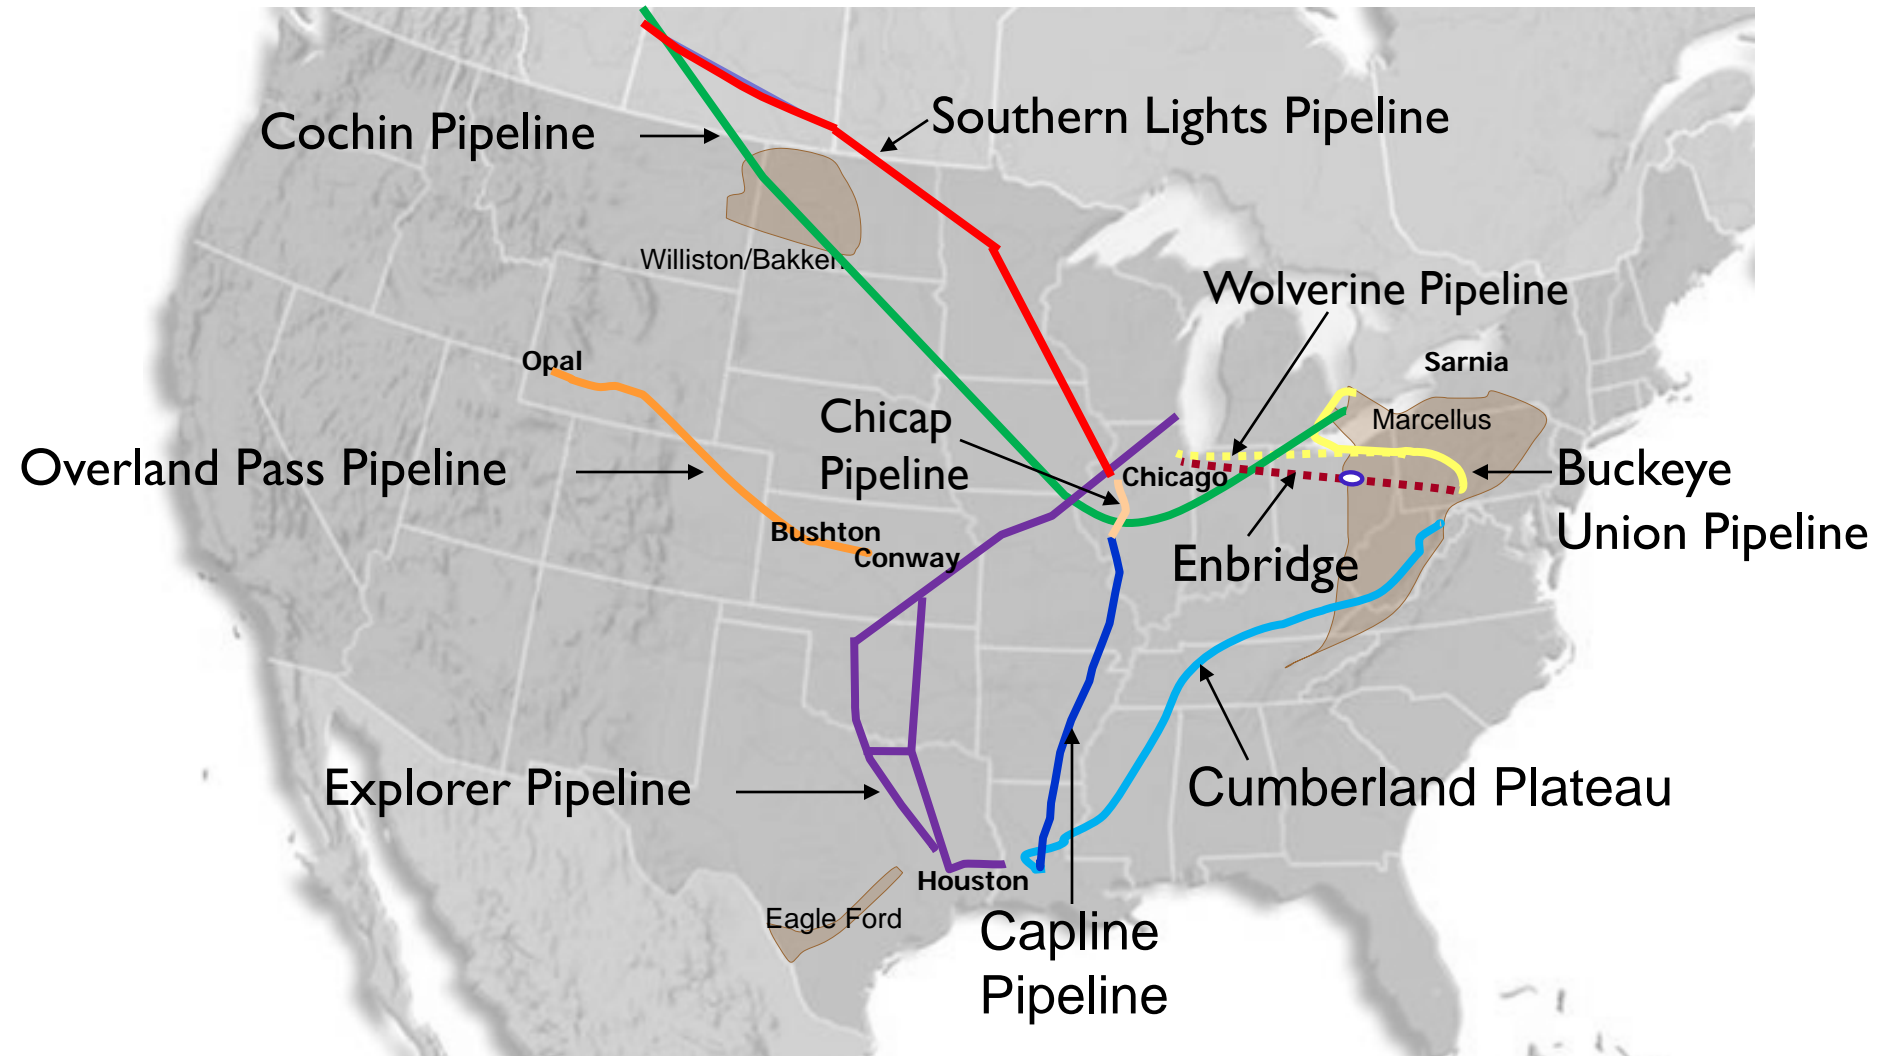 Southern Lights Pipeline
Cochin Pipeline
Williston/Bakken
Wolverine Pipeline
Opal
Sarnia
Chicap
Pipeline
Marcellus
Overland Pass Pipeline
Chicago
Buckeye
Union Pipeline
Bushton
Conway
Enbridge
Explorer Pipeline
Cumberland Plateau
Houston
Eagle Ford
Capline
Pipeline